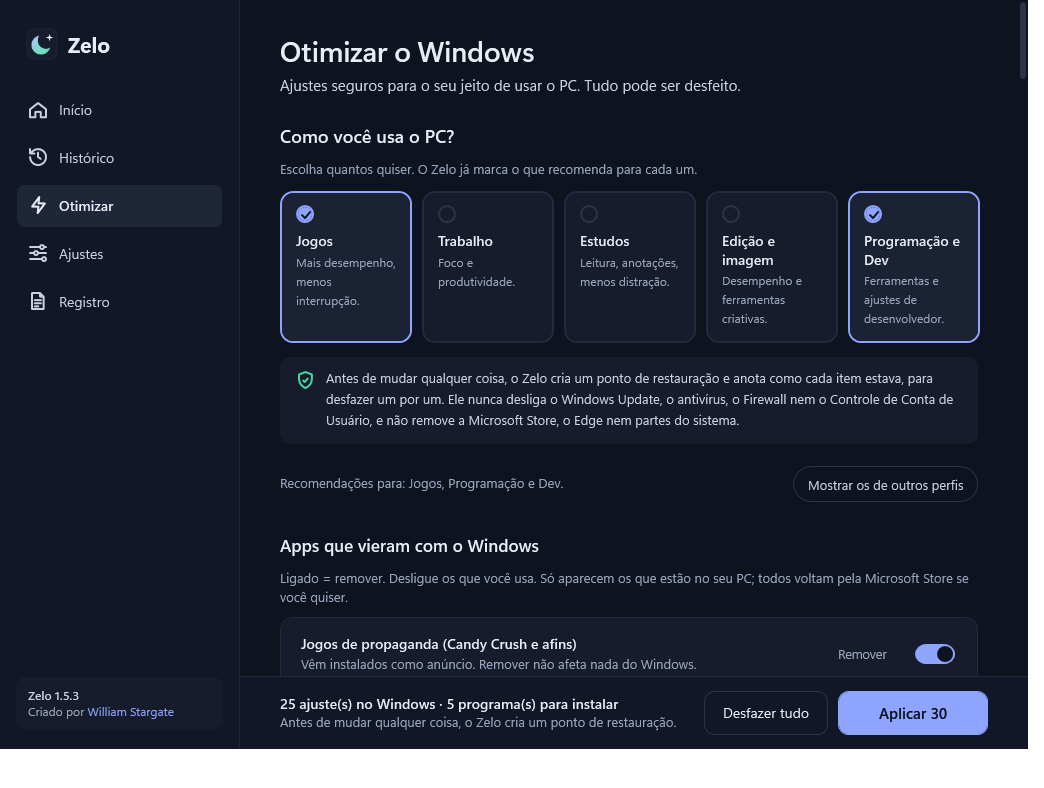 Zelo
Início
Histórico
Otimizar
Ajustes
Registro
Zelo 1.5.3
Criado por William Stargate
Otimizar o Windows
Ajustes seguros para o seu jeito de usar o PC. Tudo pode ser desfeito.
Como você usa o PC?
Escolha quantos quiser. O Zelo já marca o que recomenda para cada um.
Jogos
Mais desempenho,
menos
interrupção.
Trabalho
Foco e
produtividade.
Estudos
Leitura, anotações,
menos distração.
Edição e
imagem
Desempenho e
ferramentas
criativas.
Programação e
Dev
Ferramentas e
ajustes de
desenvolvedor.
Antes de mudar qualquer coisa, o Zelo cria um ponto de restauração e anota como cada item estava, para
desfazer um por um. Ele nunca desliga o Windows Update, o antivírus, o Firewall nem o Controle de Conta de
Usuário, e não remove a Microsoft Store, o Edge nem partes do sistema.
Recomendações para: Jogos, Programação e Dev.
Mostrar os de outros perfis
Apps que vieram com o Windows
Ligado = remover. Desligue os que você usa. Só aparecem os que estão no seu PC; todos voltam pela Microsoft Store se
você quiser.
Jogos de propaganda (Candy Crush e afins)
Vêm instalados como anúncio. Remover não afeta nada do Windows.
Remover
25 ajuste(s) no Windows · 5 programa(s) para instalar
Antes de mudar qualquer coisa, o Zelo cria um ponto de restauração.
Desfazer tudo
Aplicar 30